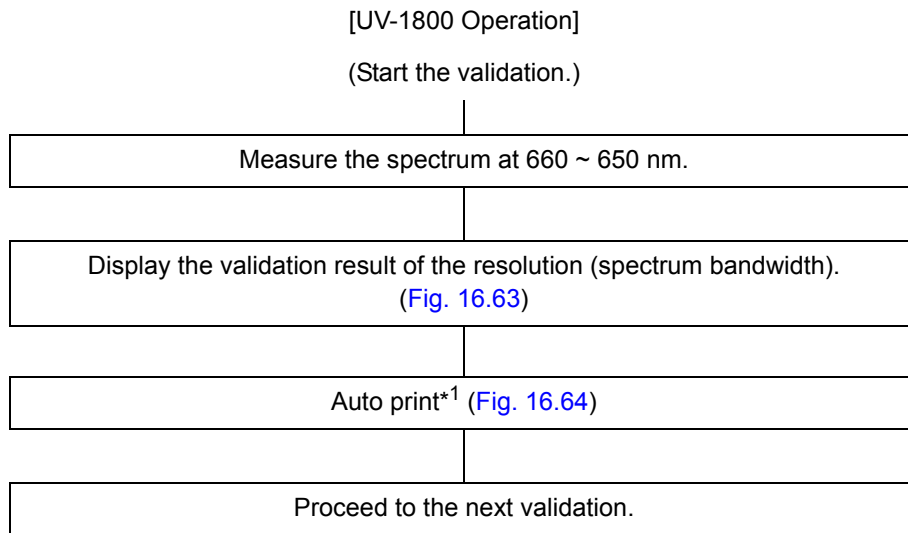 [UV-1800 Operation]
(Start the validation.)
Measure the spectrum at 660 ~ 650 nm.
Display the validation result of the resolution (spectrum bandwidth).
(Fig. 16.63)
Auto print*1 (Fig. 16.64)
Proceed to the next validation.